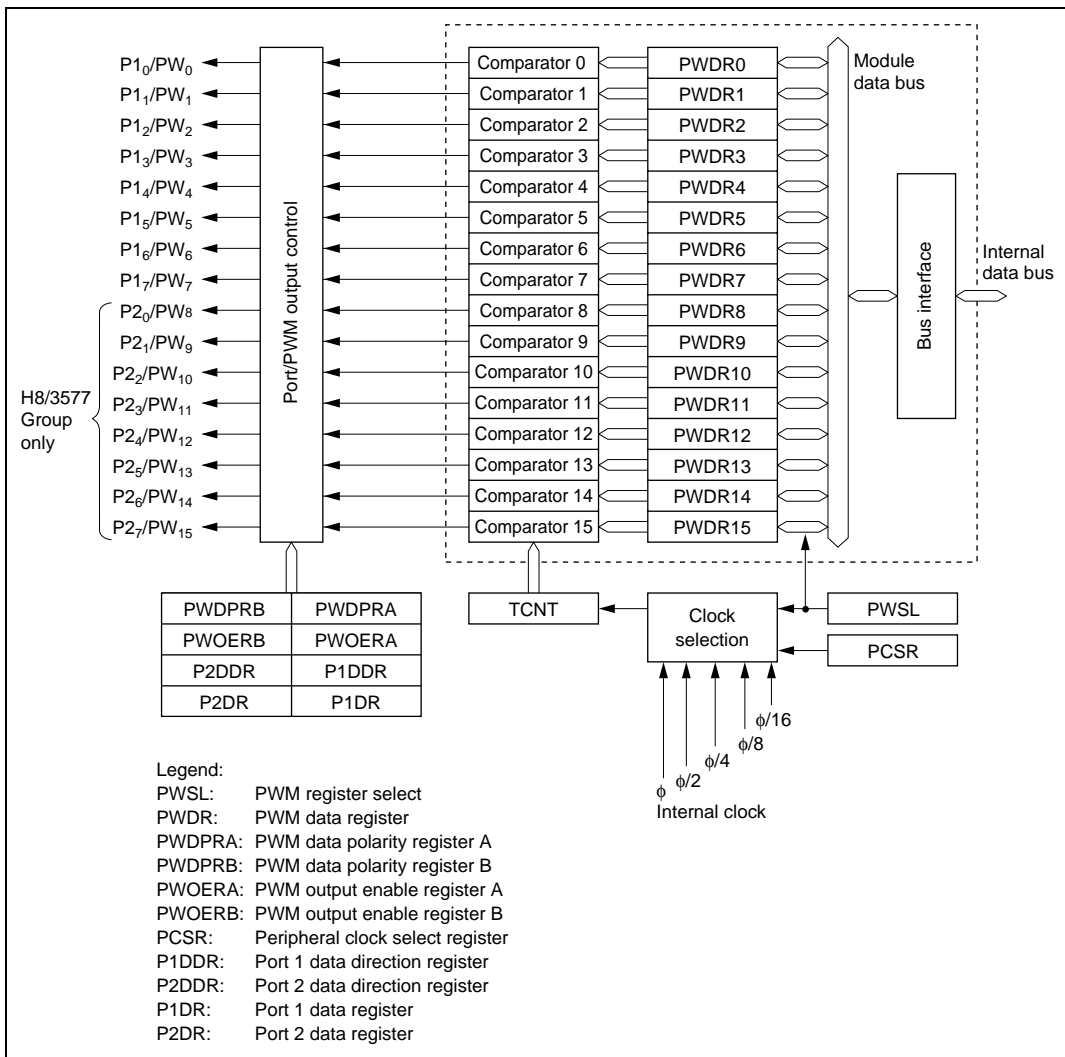 P1₀/PW₀ Comparator 0 PWDR0
P1₁/PW₁ Comparator 1 PWDR1
P1₂/PW₂ Comparator 2 PWDR2
P1₃/PW₃ Comparator 3 PWDR3
P1₄/PW₄ Comparator 4 PWDR4
P1₅/PW₅ Comparator 5 PWDR5
P1₆/PW₆ Comparator 6 PWDR6
P1₇/PW₇ Comparator 7 PWDR7
P2₀/PW8 Comparator 8 PWDR8
P2₁/PW₉ Comparator 9 PWDR9
P2₂/PW₁₀ Comparator 10 PWDR10
P2₃/PW₁₁ Comparator 11 PWDR11
P2₄/PW₁₂ Comparator 12 PWDR12
P2₅/PW₁₃ Comparator 13 PWDR13
P2₆/PW₁₄ Comparator 14 PWDR14
P2₇/PW₁₅ Comparator 15 PWDR15
H8/3577
Group
only
Port/PWM output control
Module
data bus
Bus interface
Internal
data bus
PWDPRB PWDPRA
PWOERB PWOERA
P2DDR P1DDR
P2DR P1DR
TCNT
Clock
selection
PWSL
PCSR
ϕ
ϕ/2
ϕ/4
ϕ/8
ϕ/16
Internal clock
Legend:
PWSL: PWM register select
PWDR: PWM data register
PWDPRA: PWM data polarity register A
PWDPRB: PWM data polarity register B
PWOERA: PWM output enable register A
PWOERB: PWM output enable register B
PCSR: Peripheral clock select register
P1DDR: Port 1 data direction register
P2DDR: Port 2 data direction register
P1DR: Port 1 data register
P2DR: Port 2 data register